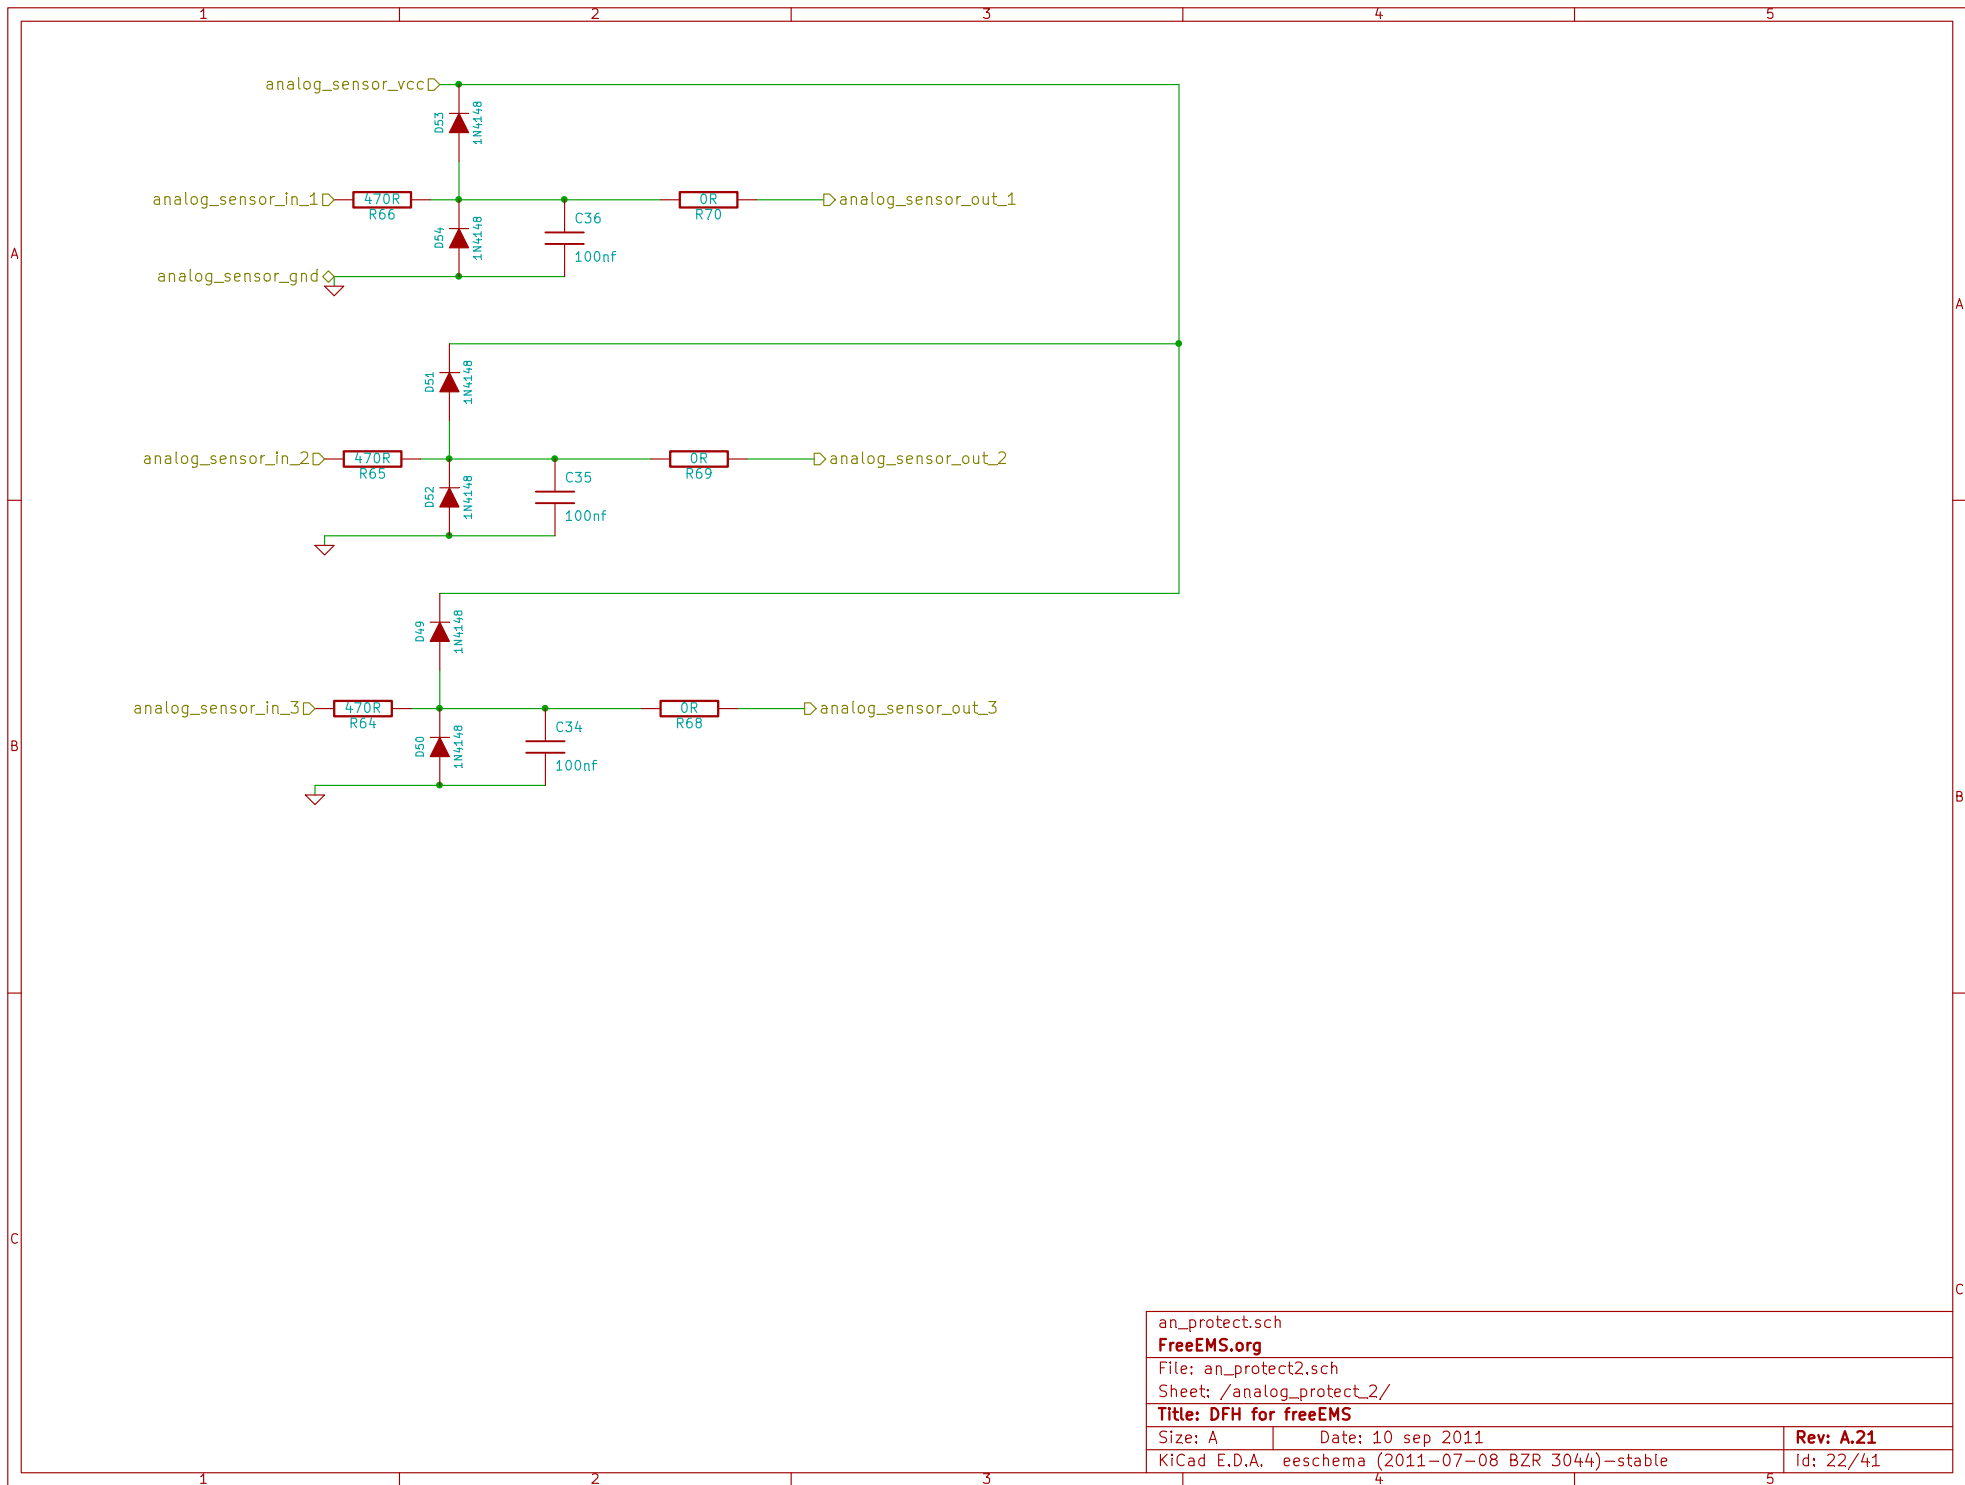 1 2 3 4 5
analog_sensor_vcc
D53
1N4148
analog_sensor_in_1
470R
R66
0R
R70
analog_sensor_out_1
D54
1N4148
C36
100nf
A
analog_sensor_gnd
A
D51
1N4148
analog_sensor_in_2
470R
R65
0R
R69
analog_sensor_out_2
D52
1N4148
C35
100nf
D49
1N4148
analog_sensor_in_3
470R
R64
0R
R68
analog_sensor_out_3
D50
1N4148
C34
100nf
B
B
C
C
an_protect.sch
FreeEMS.org
File: an_protect2.sch
Sheet: /analog_protect_2/
Title: DFH for freeEMS
Size: A Date: 10 sep 2011 Rev: A.21
KiCad E.D.A. eeschema (2011-07-08 BZR 3044)-stable Id: 22/41
1 2 3 4 5